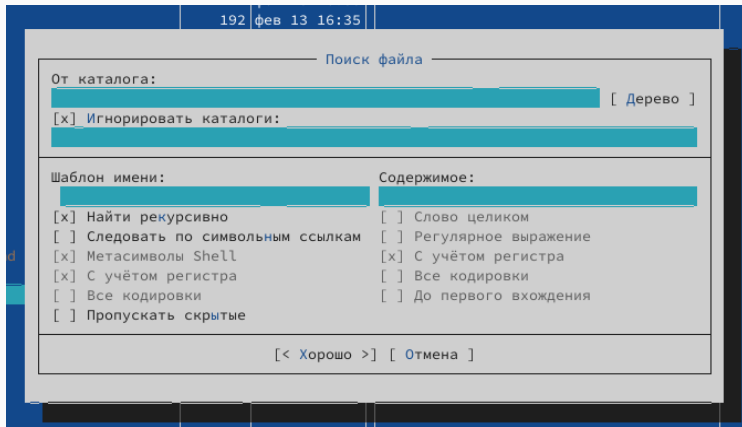 192 фев 13 16:35
Поиск файла
От каталога:
[ Дерево ]
[x] Игнорировать каталоги:
Шаблон имени:
Содержимое:
[x] Найти рекурсивно
[ ] Слово целиком
[ ] Следовать по символьным ссылкам
[ ] Регулярное выражение
[x] Метасимволы Shell
[x] С учётом регистра
[x] С учётом регистра
[ ] Все кодировки
[ ] Все кодировки
[ ] До первого вхождения
[ ] Пропускать скрытые
[< Хорошо >] [ Отмена ]
d